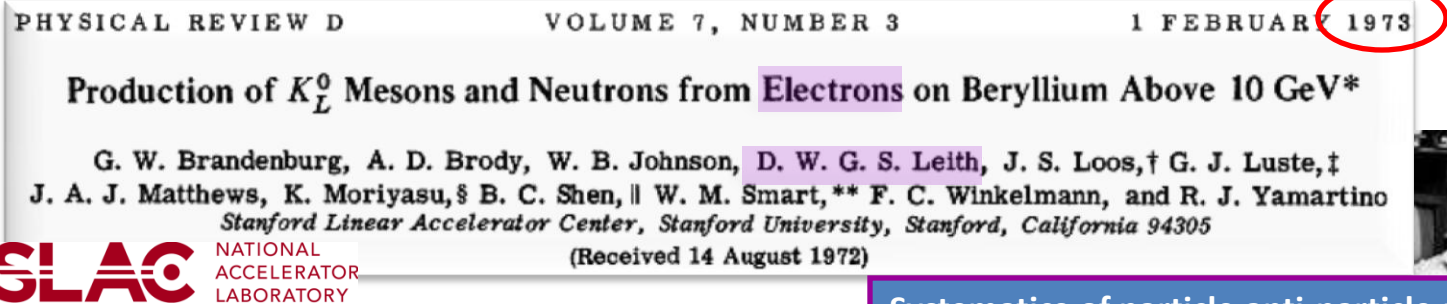 PHYSICAL REVIEW D VOLUME 7, NUMBER 3 1 FEBRUARY 1973
Production of K⁰_L Mesons and Neutrons from Electrons on Beryllium Above 10 GeV*
G. W. Brandenburg, A. D. Brody, W. B. Johnson, D. W. G. S. Leith, J. S. Loos,† G. J. Luste,‡
J. A. J. Matthews, K. Moriyasu,§ B. C. Shen,‖ W. M. Smart,** F. C. Winkelmann, and R. J. Yamartino
Stanford Linear Accelerator Center, Stanford University, Stanford, California 94305
(Received 14 August 1972)
SLAC NATIONAL
ACCELERATOR
LABORATORY